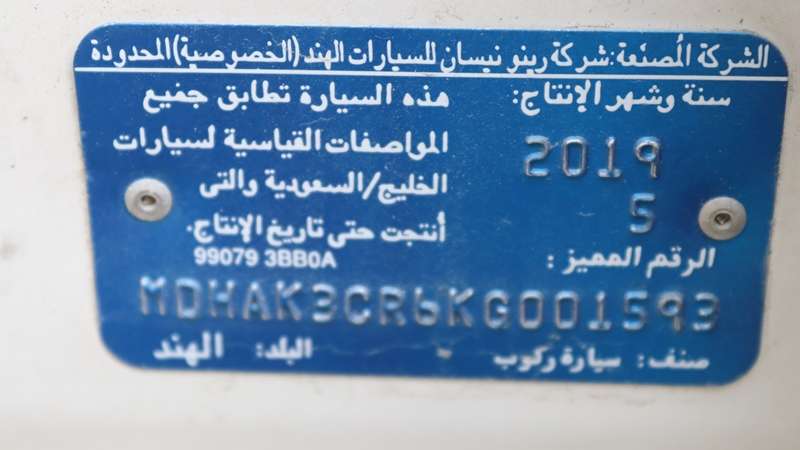 الشركة المُصنّعة: شركة رينو نيسان للسيارات الهند (الخصوصية) المحدودة
سنة وشهر الإنتاج:
2019
5
هذه السيارة تطابق جميع
المواصفات القياسية لسيارات
الخليج/السعودية والتى
أنتجت حتى تاريخ الإنتاج.
99079 3BB0A
الرقم المميز :
MDHAK3CR6KG001593
صنف: سيارة ركوب
البلد: الهند